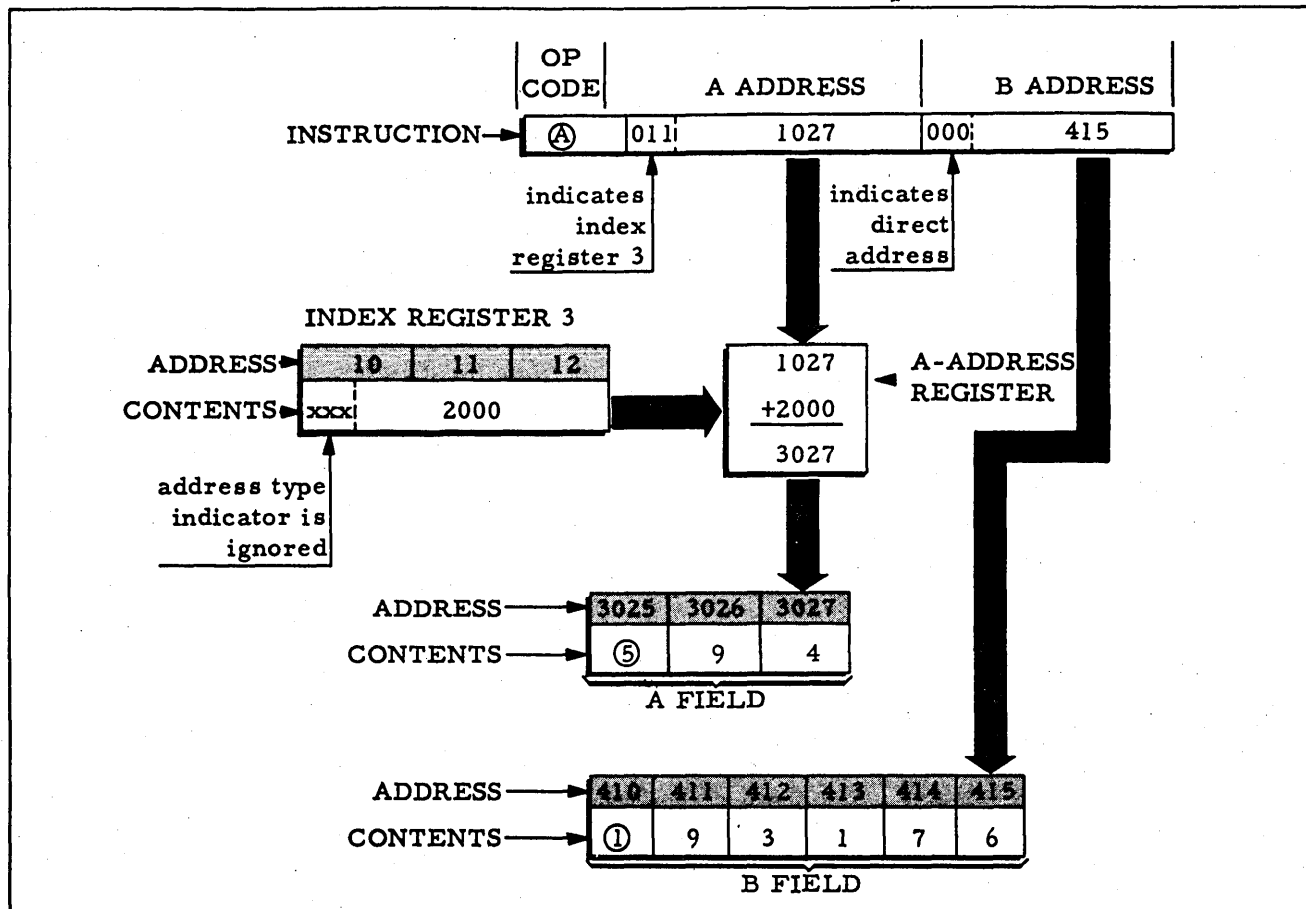 OP
CODE
A ADDRESS
B ADDRESS
INSTRUCTION
Ⓐ 011 1027 000 415
indicates
index
register 3
indicates
direct
address
INDEX REGISTER 3
ADDRESS 10 11 12
CONTENTS xxx 2000
1027
+2000
3027
A-ADDRESS
REGISTER
address type
indicator is
ignored
ADDRESS 3025 3026 3027
CONTENTS ⑤ 9 4
A FIELD
ADDRESS 410 411 412 413 414 415
CONTENTS ① 9 3 1 7 6
B FIELD